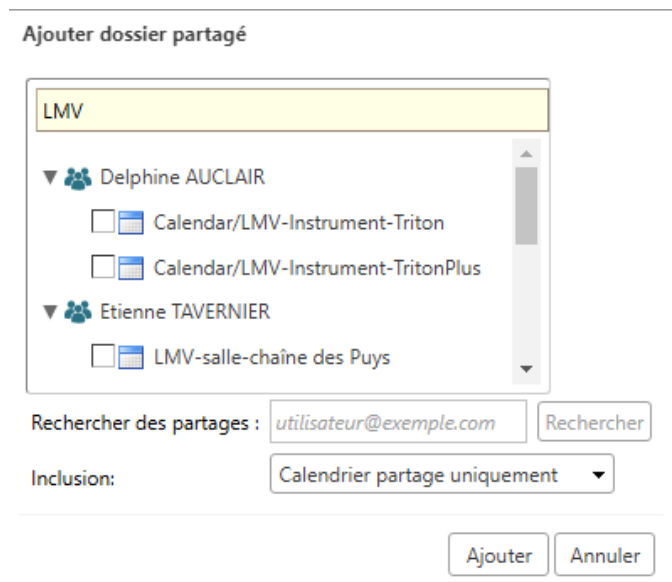 Ajouter dossier partagé
LMV
Delphine AUCLAIR
Calendar/LMV-Instrument-Triton
Calendar/LMV-Instrument-TritonPlus
Etienne TAVERNIER
LMV-salle-chaîne des Puys
Rechercher des partages : utilisateur@exemple.com Rechercher
Inclusion: Calendrier partage uniquement
Ajouter Annuler